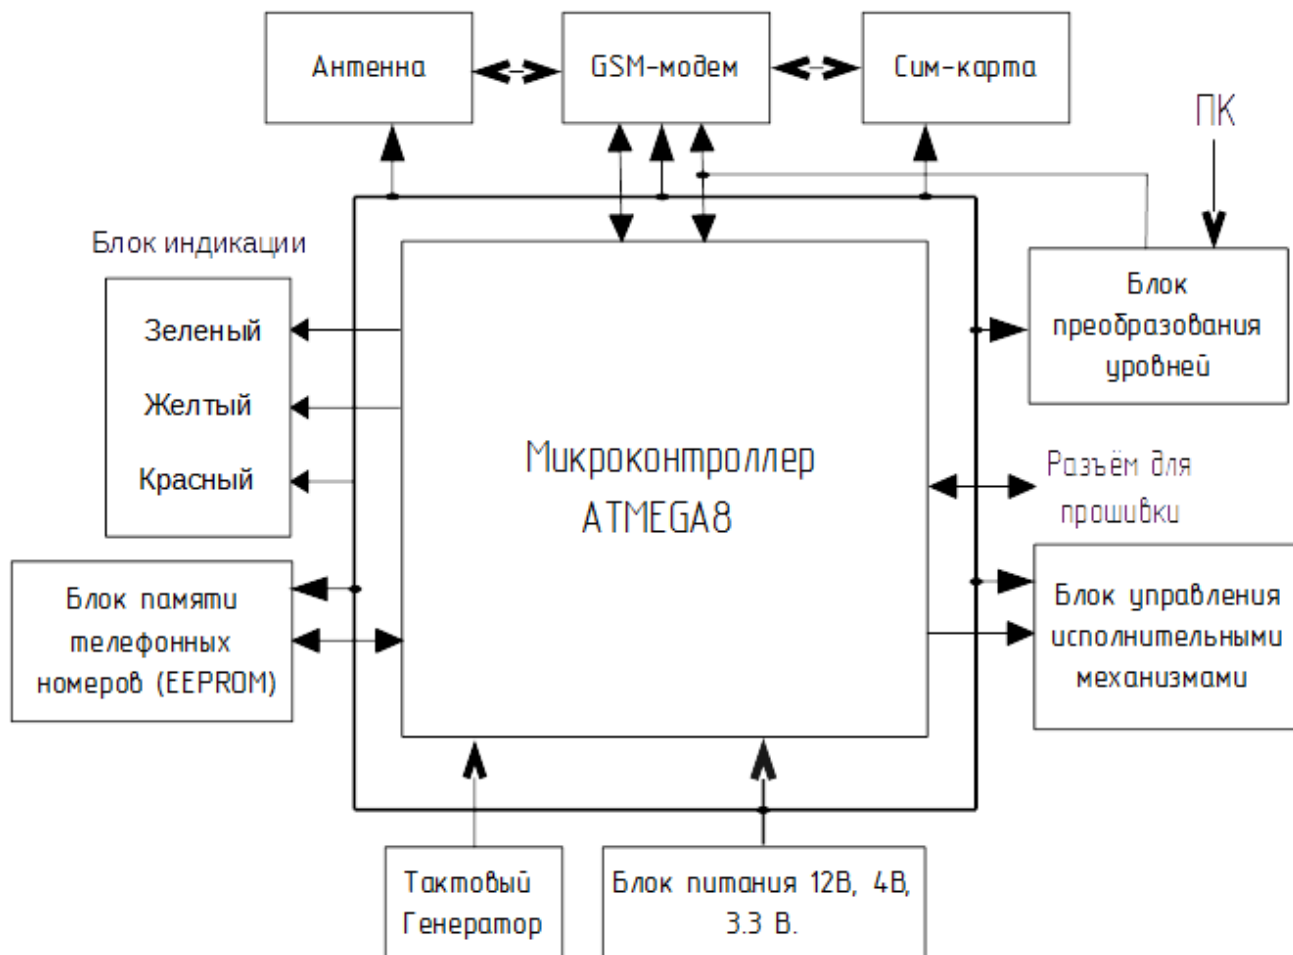 Антенна
GSM-модем
Сим-карта
ПК
Блок индикации
Зеленый
Желтый
Красный
Блок
преобразования
уровней
Микроконтроллер
ATMEGA8
Разъём для
прошивки
Блок памяти
телефонных
номеров (EEPROM)
Блок управления
исполнительными
механизмами
Тактовый
Генератор
Блок питания 12В, 4В,
3.3 В.